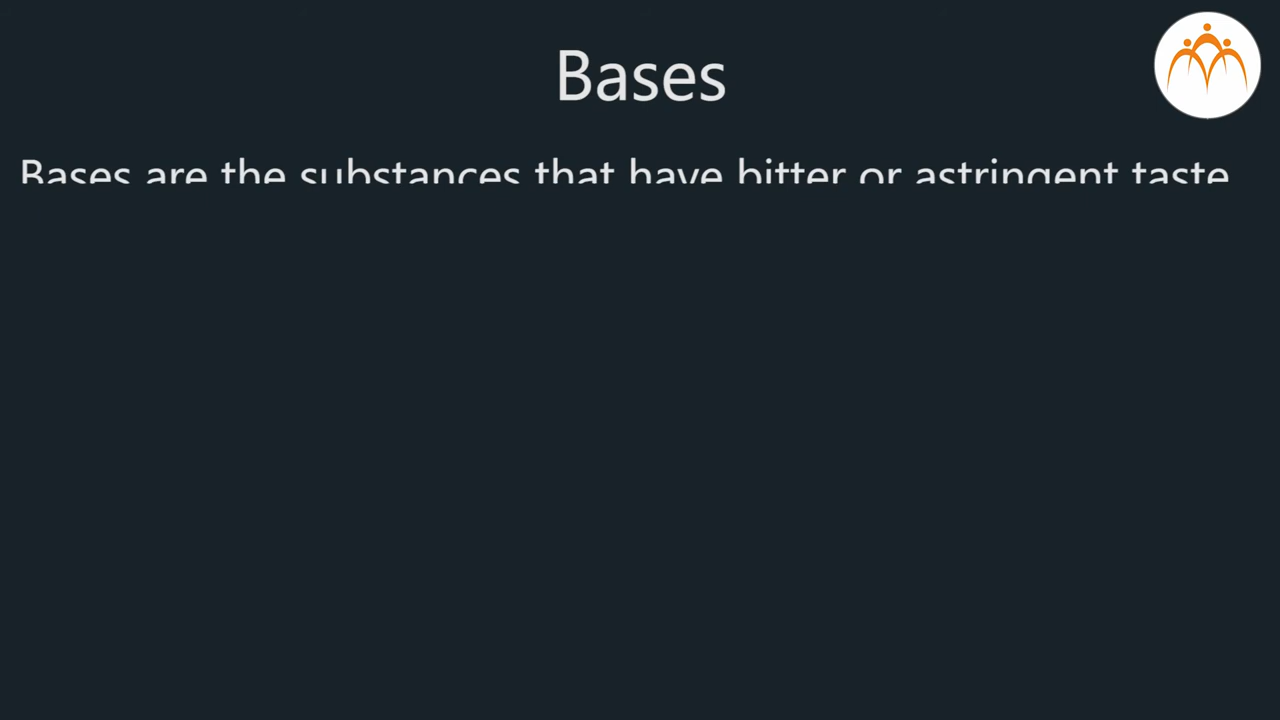 Bases
Bases are the substances that have bitter or astringent taste